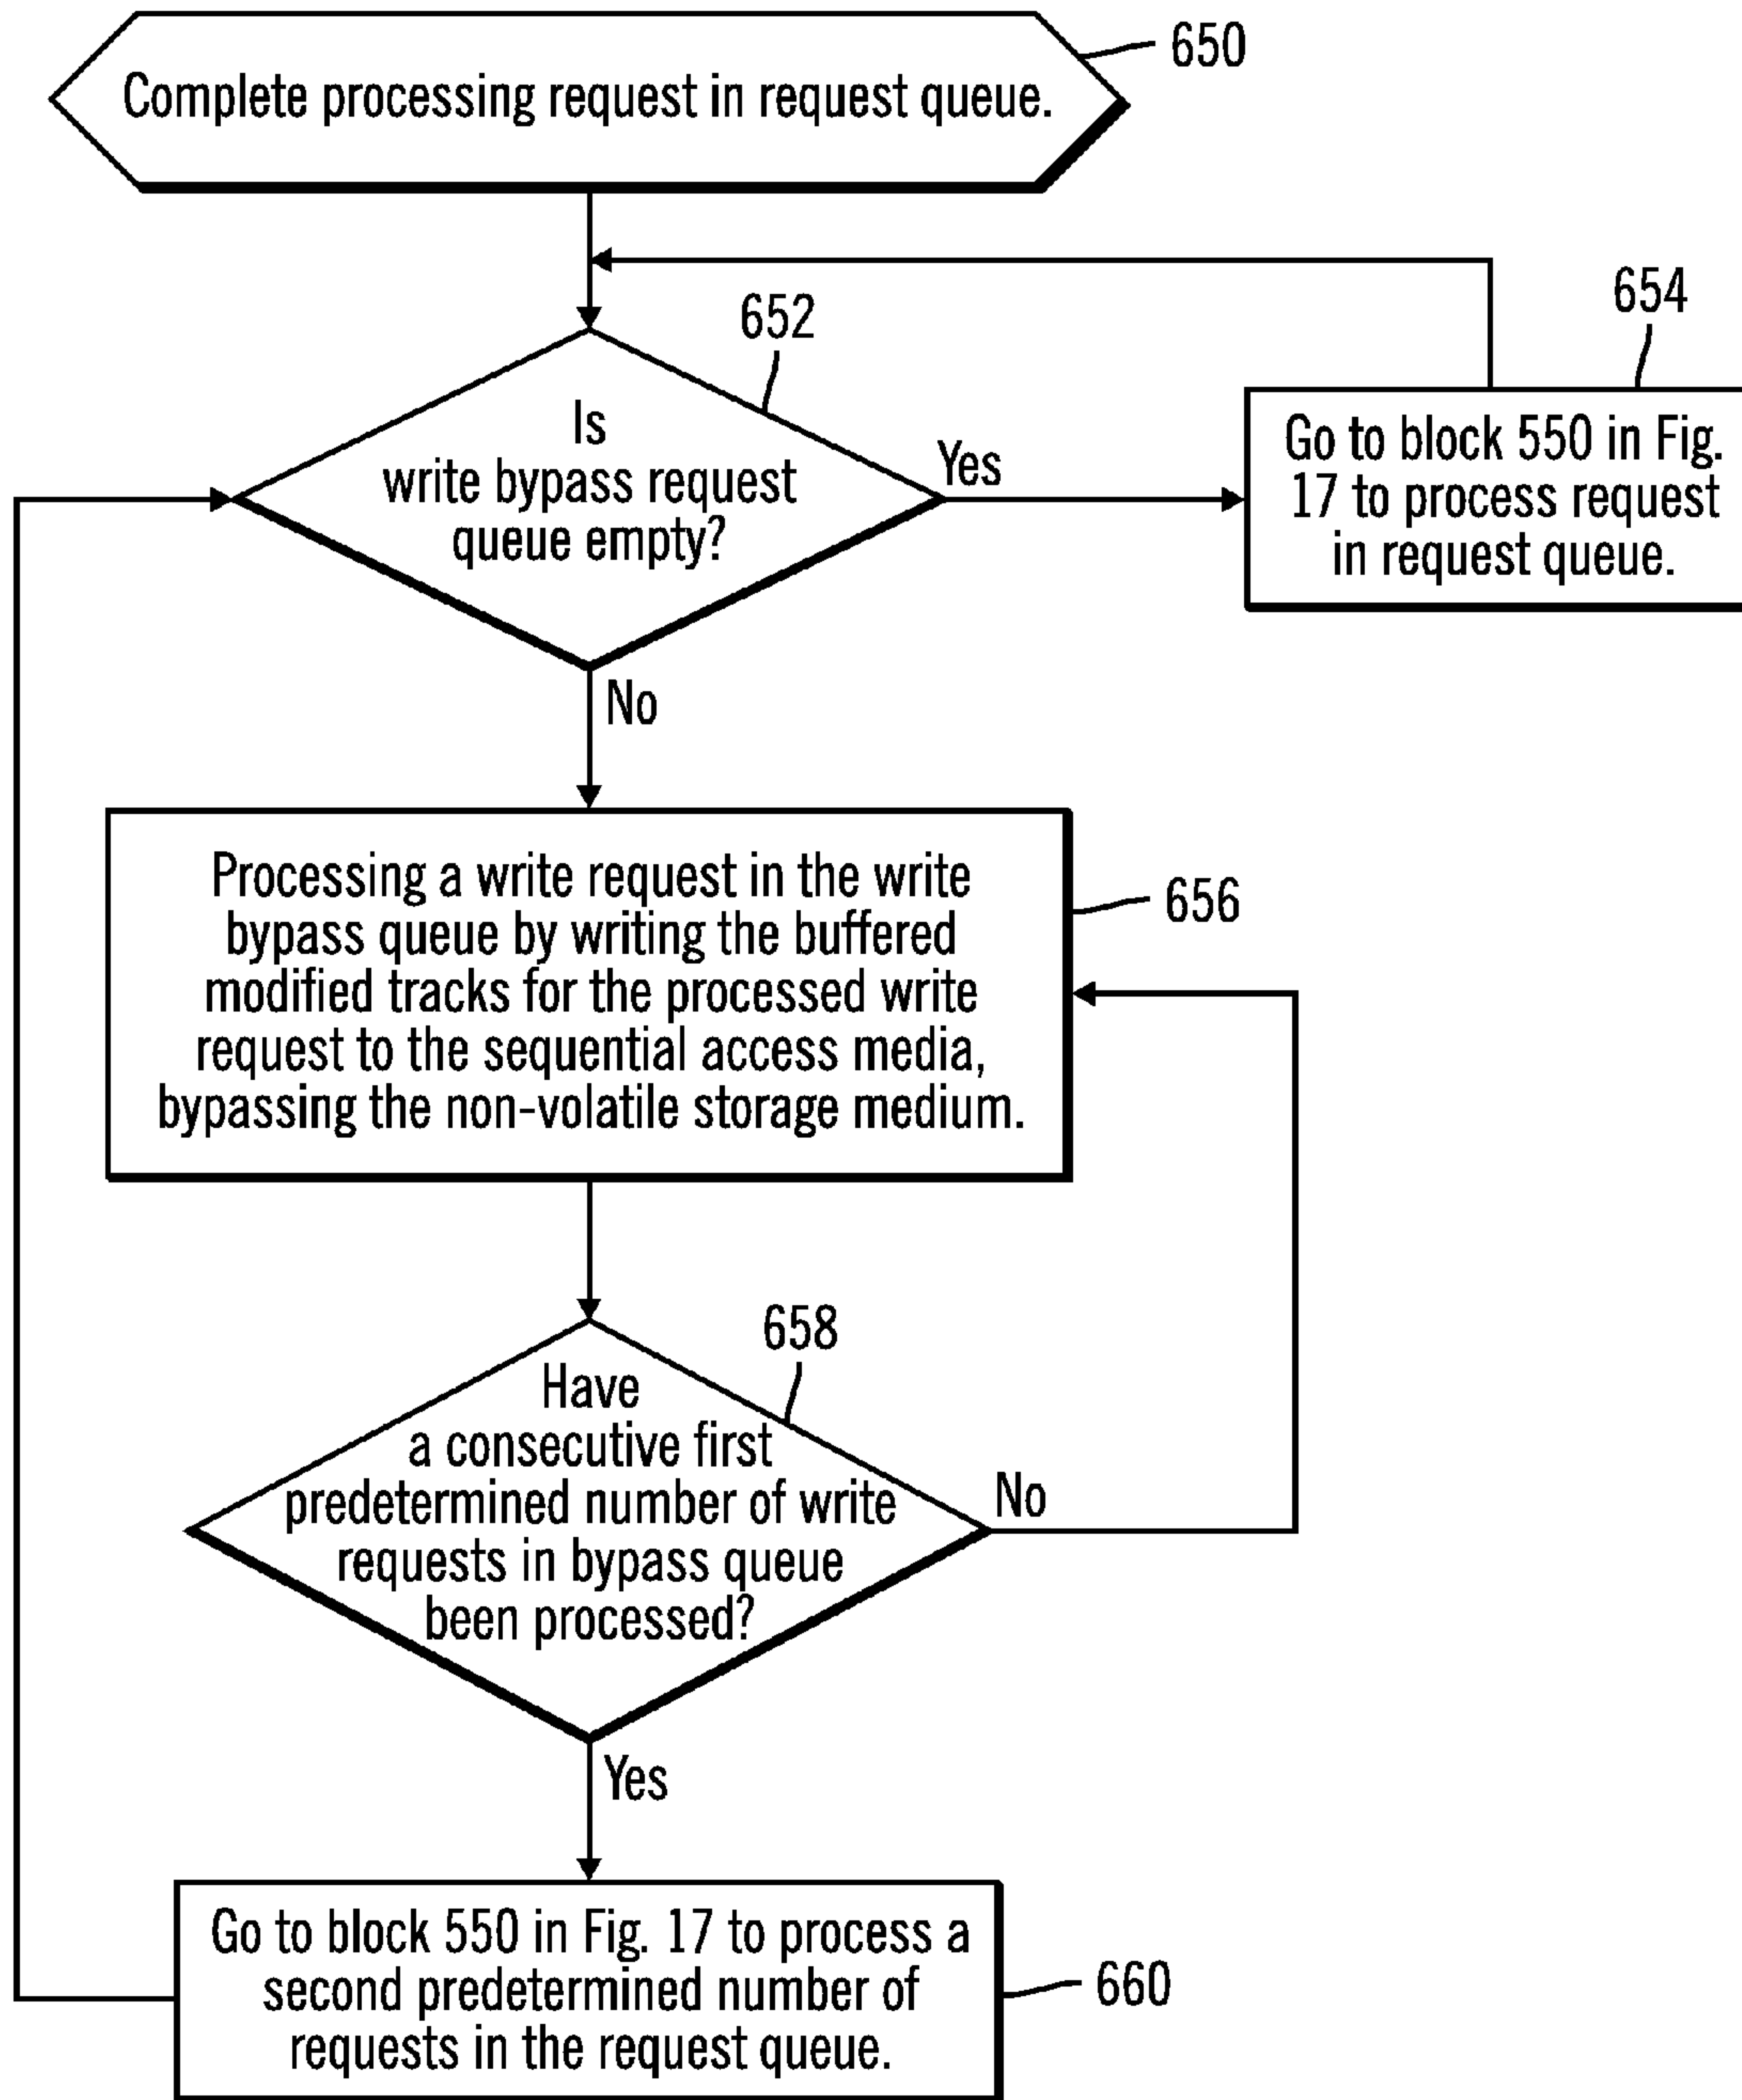 Complete processing request in request queue.
650
652
654
Is
write bypass request
queue empty?
Yes
Go to block 550 in Fig.
17 to process request
in request queue.
No
Processing a write request in the write
bypass queue by writing the buffered
modified tracks for the processed write
request to the sequential access media,
bypassing the non-volatile storage medium.
656
658
Have
a consecutive first
predetermined number of write
requests in bypass queue
been processed?
No
Yes
Go to block 550 in Fig. 17 to process a
second predetermined number of
requests in the request queue.
660